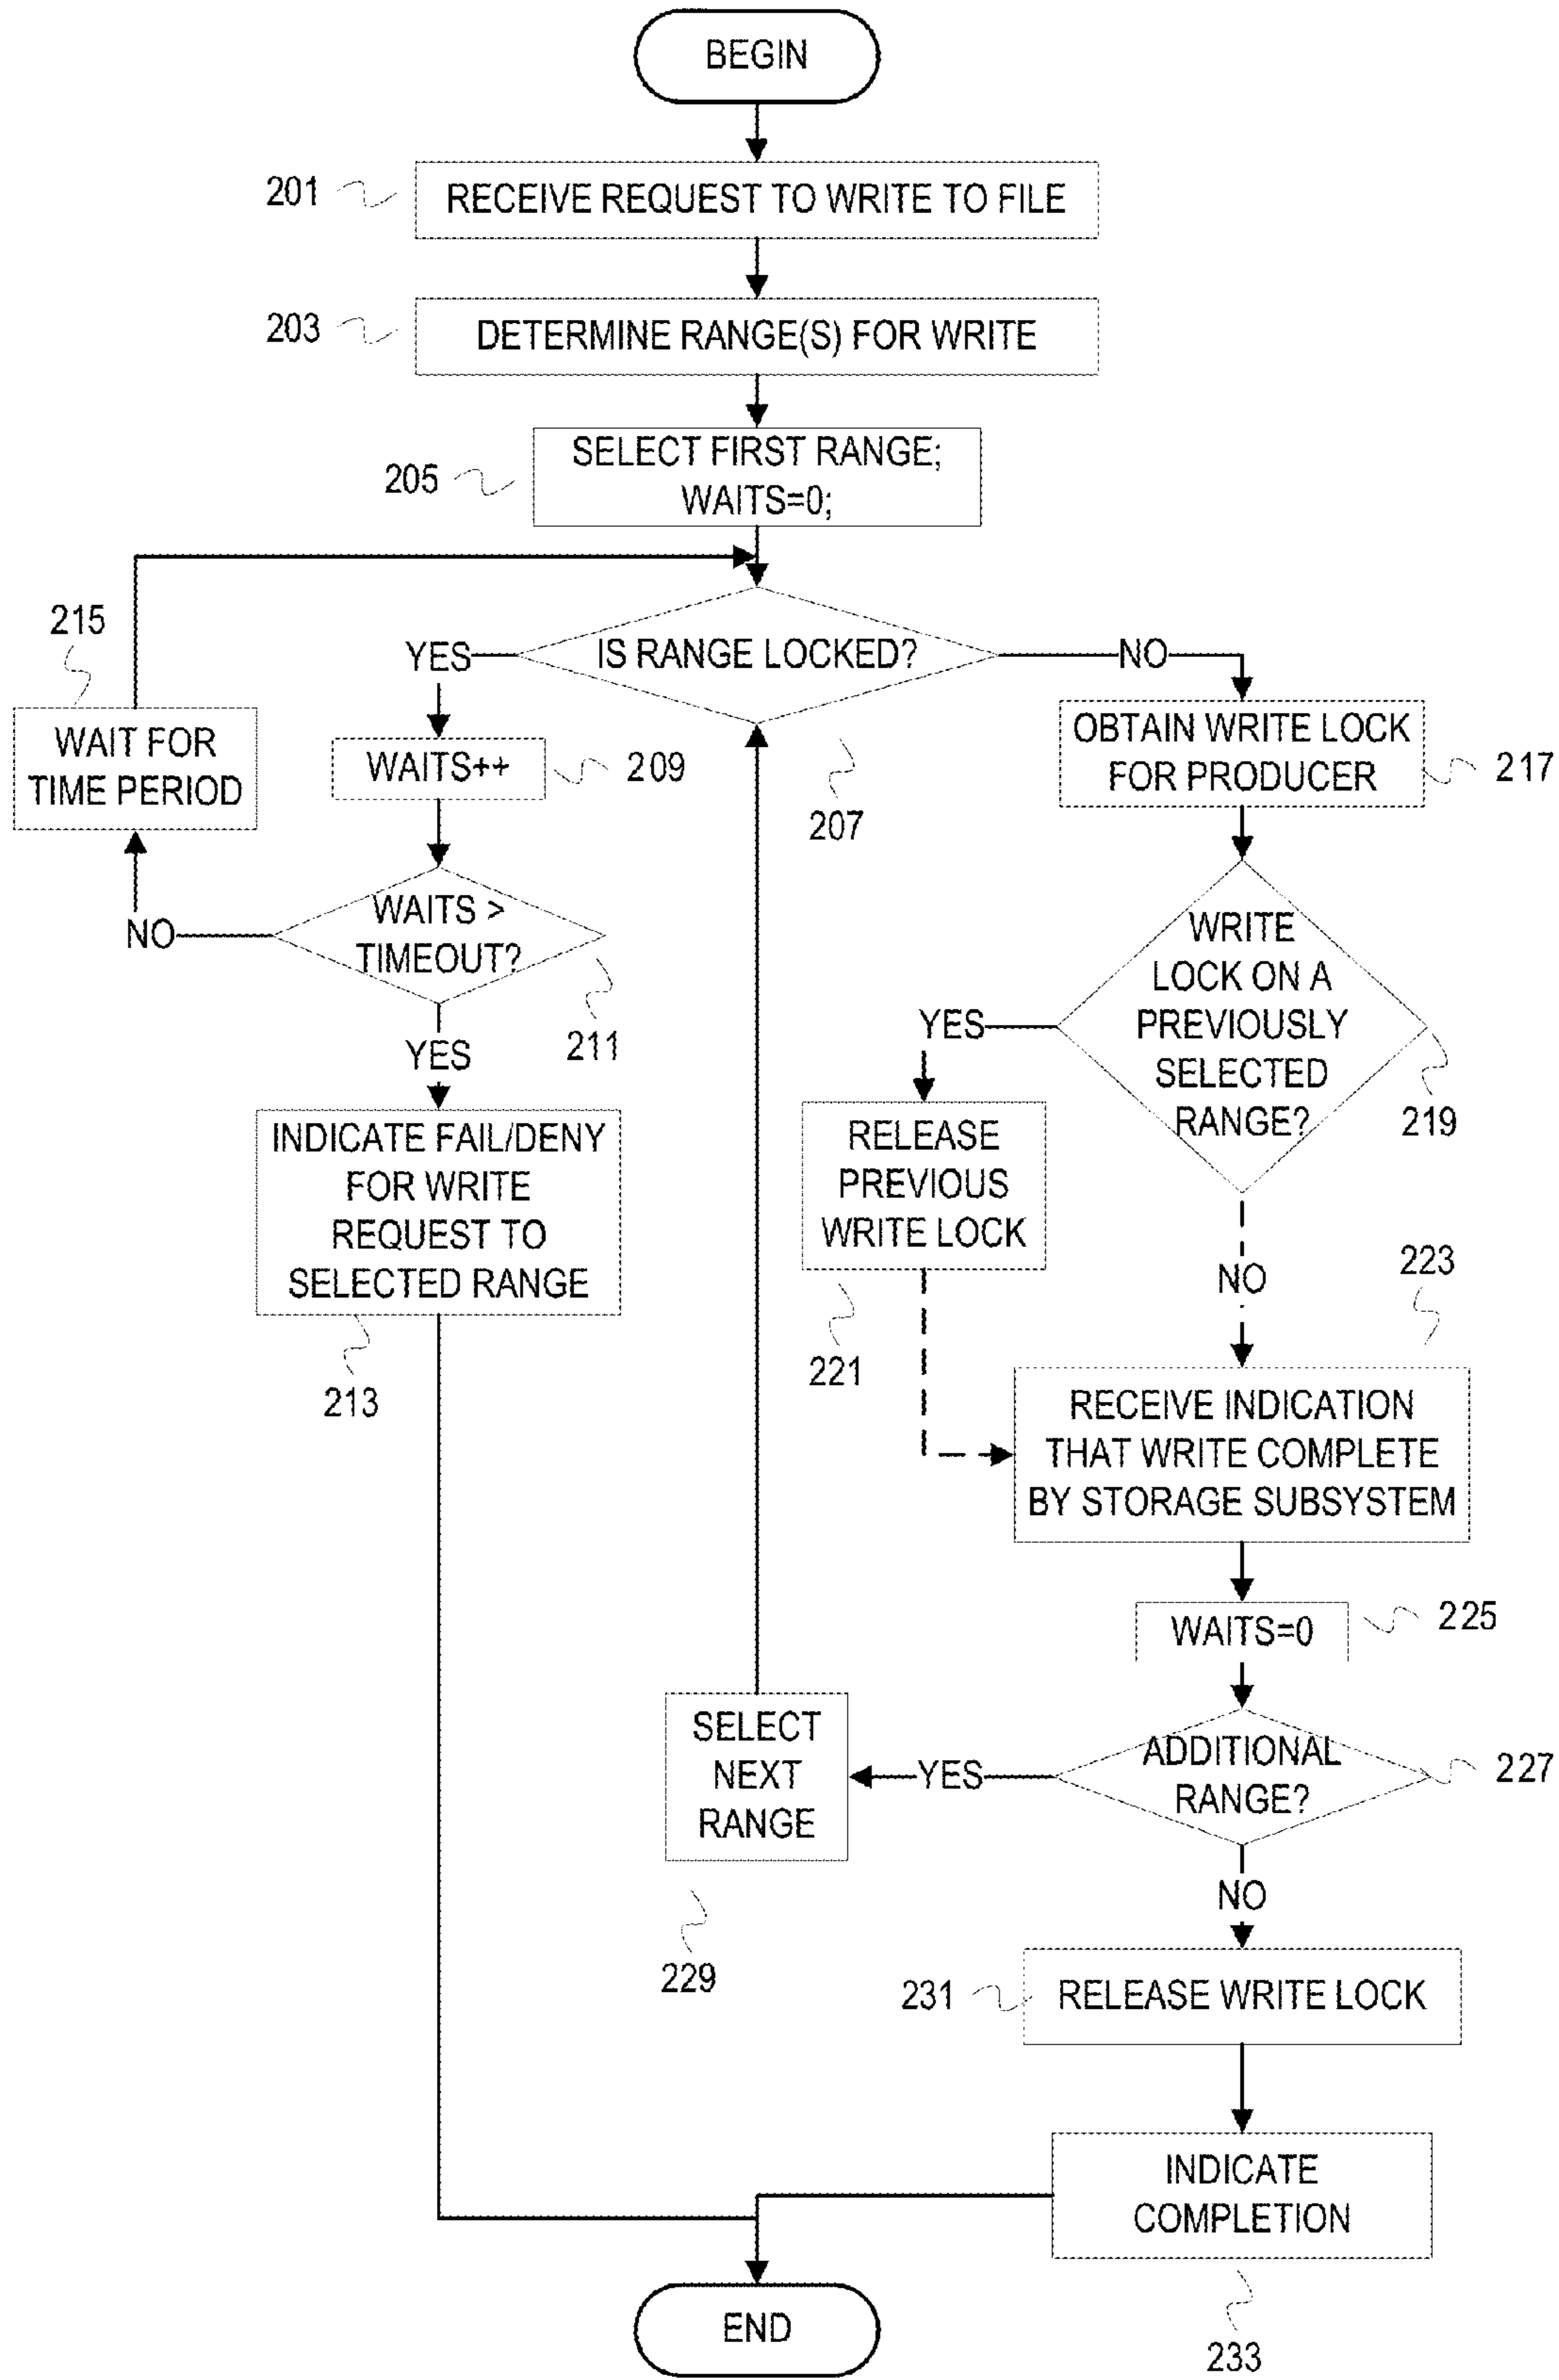 BEGIN
201
RECEIVE REQUEST TO WRITE TO FILE
203
DETERMINE RANGE(S) FOR WRITE
205
SELECT FIRST RANGE;
WAITS=0;
215
WAIT FOR
TIME PERIOD
YES
IS RANGE LOCKED?
NO
207
WAITS++
209
OBTAIN WRITE LOCK
FOR PRODUCER
217
NO
WAITS >
TIMEOUT?
211
YES
WRITE
LOCK ON A
PREVIOUSLY
SELECTED
RANGE?
219
YES
INDICATE FAIL/DENY
FOR WRITE
REQUEST TO
SELECTED RANGE
213
RELEASE
PREVIOUS
WRITE LOCK
221
NO
223
RECEIVE INDICATION
THAT WRITE COMPLETE
BY STORAGE SUBSYSTEM
WAITS=0
225
SELECT
NEXT
RANGE
229
YES
ADDITIONAL
RANGE?
227
NO
231
RELEASE WRITE LOCK
INDICATE
COMPLETION
233
END